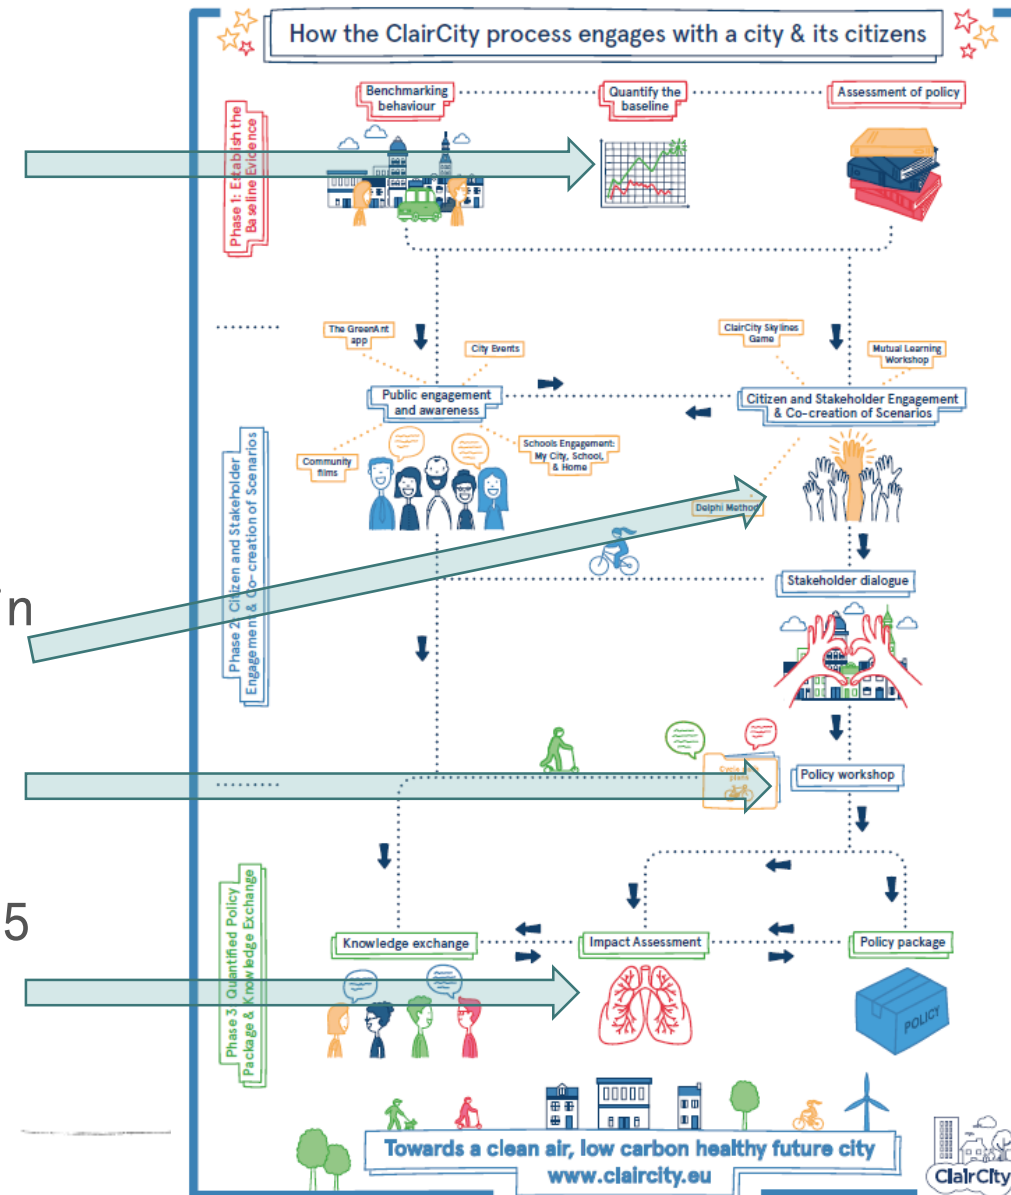 How the ClairCity process engages with a city & its citizens
Phase 1: Establish the
Baseline Evidence
Benchmarking
behaviour
Quantify the
baseline
Assessment of policy
The GreenAnt
app
City Events
ClairCity Skylines
Game
Mutual Learning
Workshop
Public engagement
and awareness
Citizen and Stakeholder Engagement
& Co-creation of Scenarios
Community
films
Schools Engagement:
My City, School,
& Home
Delphi Method
Phase 2: Citizen and Stakeholder
Engagement & Co-creation of Scenarios
in
Stakeholder dialogue
Policy workshop
5
Phase 3 Quantified Policy
Package & Knowledge Exchange
Knowledge exchange
Impact Assessment
Policy package
POLICY
Towards a clean air, low carbon healthy future city
www.claircity.eu
ClairCity